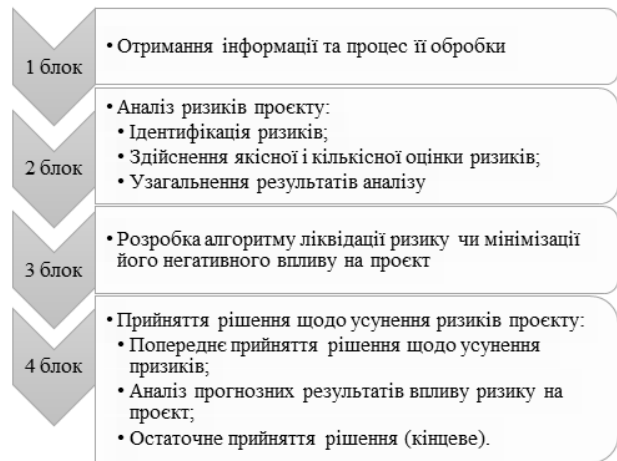 1 блок
• Отримання інформації та процес її обробки
2 блок
• Аналіз ризиків проєкту:
• Ідентифікація ризиків;
• Здійснення якісної і кількісної оцінки ризиків;
• Узагальнення результатів аналізу
3 блок
• Розробка алгоритму ліквідації ризику чи мінімізації
його негативного впливу на проєкт
4 блок
• Прийняття рішення щодо усунення ризиків проєкту:
• Попереднє прийняття рішення щодо усунення
призиків;
• Аналіз прогнозних результатів впливу ризику на
проєкт;
• Остаточне прийняття рішення (кінцеве).